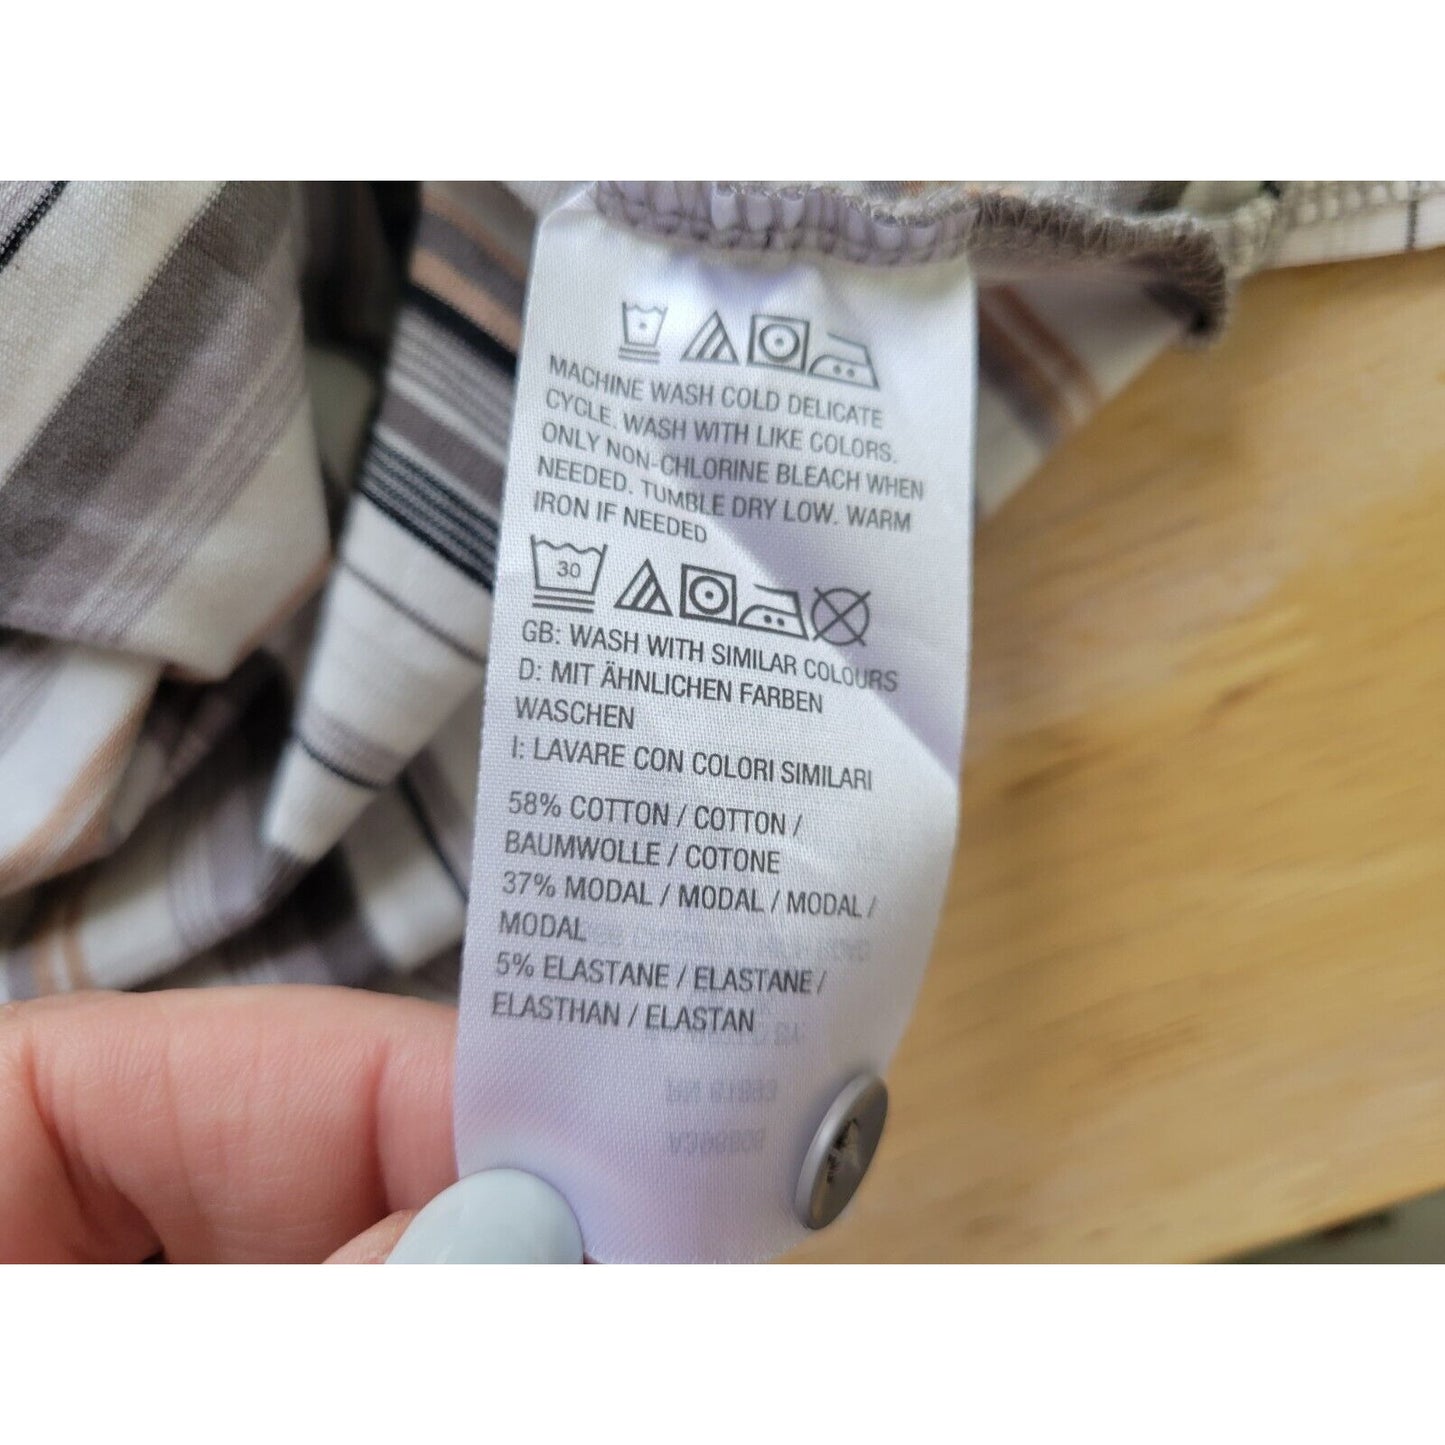 MACHINE WASH COLD DELICATE
CYCLE. WASH WITH LIKE COLORS.
ONLY NON-CHLORINE BLEACH WHEN
NEEDED. TUMBLE DRY LOW. WARM
IRON IF NEEDED
30
GB: WASH WITH SIMILAR COLOURS
D: MIT ÄHNLICHEN FARBEN
WASCHEN
I: LAVARE CON COLORI SIMILARI
58% COTTON / COTTON /
BAUMWOLLE / COTONE
37% MODAL / MODAL / MODAL /
MODAL
5% ELASTANE / ELASTANE /
ELASTHAN / ELASTAN